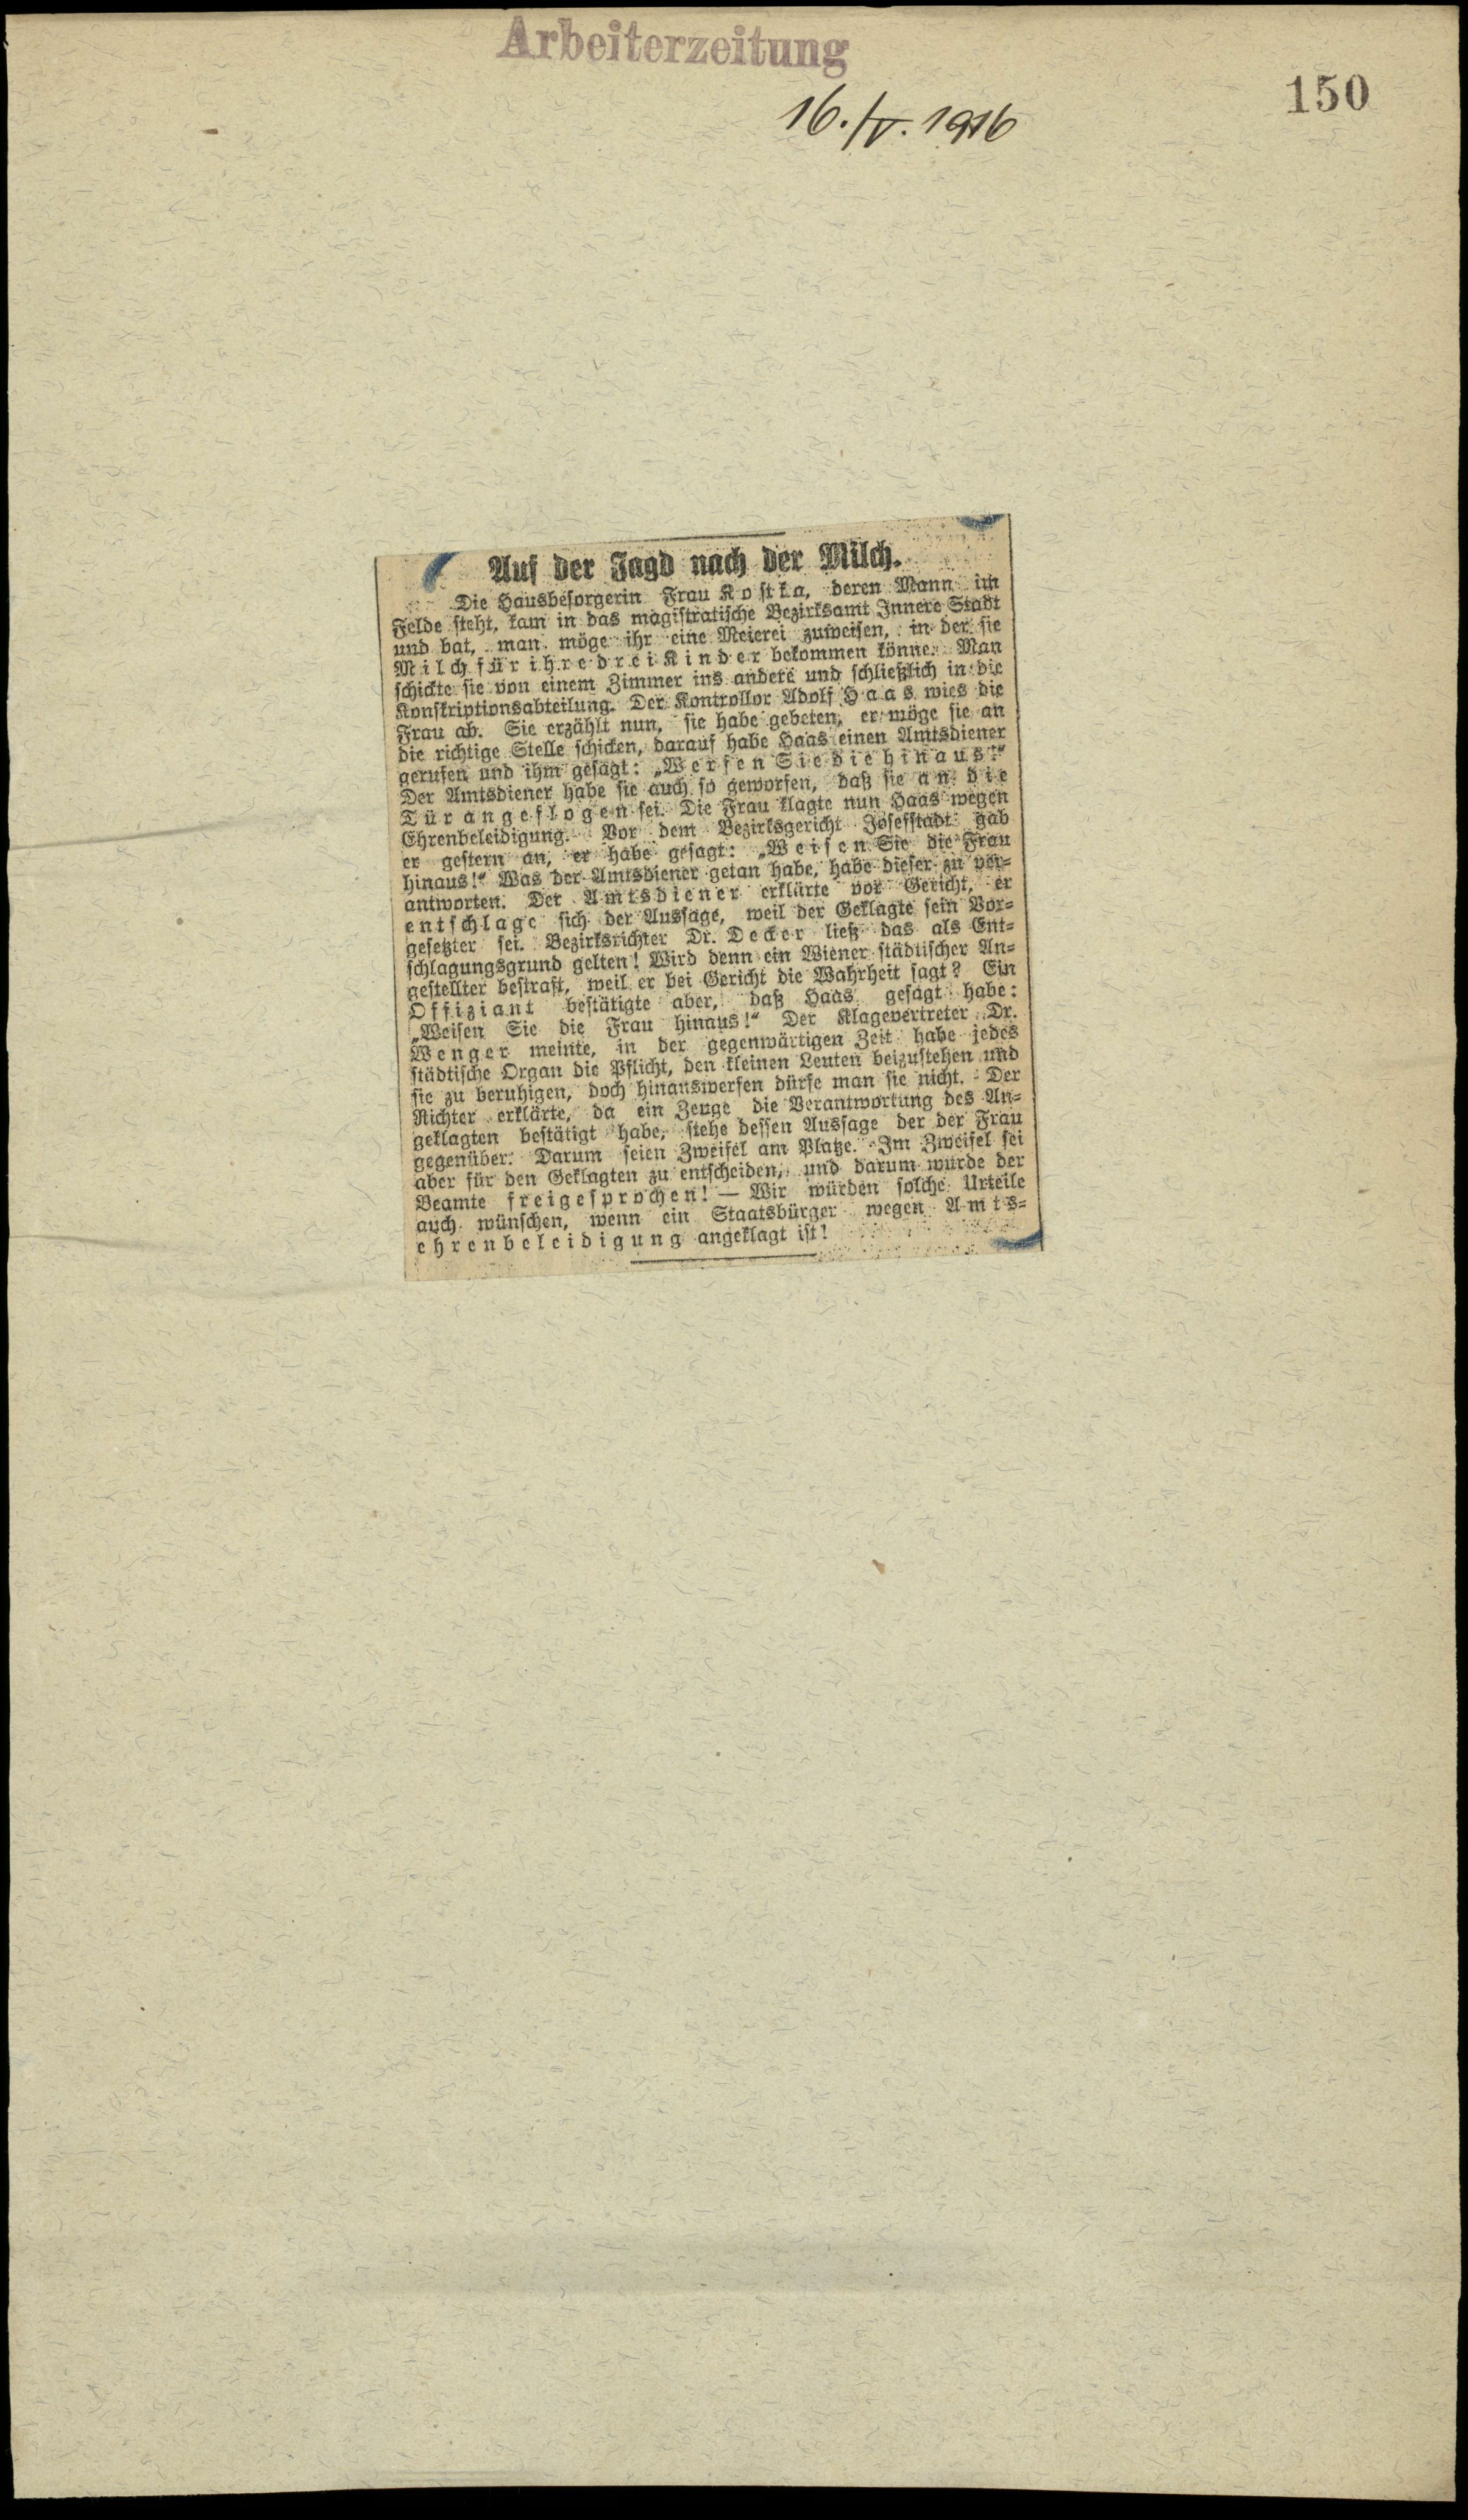 Arbeiterzeitung
150
16./V. 1916
Auf der Jagd nach der Milch.
Die Hausbesorgerin Frau Kostka, deren Mann im
Felde steht, kam in das magistratische Bezirksamt Innere Stadt
und bat, man möge ihr eine Meierei zuweisen, in der sie
Milch für ihre drei Kinder bekommen könne. Man
schickte sie von einem Zimmer ins andere und schließlich in die
Konskriptionsabteilung. Der Kontrollor Adolf Haas wies die
Frau ab. Sie erzählt nun, sie habe gebeten, er möge sie an
die richtige Stelle schicken, darauf habe Haas einen Amtsdiener
gerufen und ihm gesagt: „Werfen Sie die hinaus!“
Der Amtsdiener habe sie auch so geworfen, daß sie an die
Tür angeflogen sei. Die Frau klagte nun Haas wegen
Ehrenbeleidigung. Vor dem Bezirksgericht Josefstadt gab
er gestern an, er habe gesagt: „Weisen Sie die Frau
hinaus!“ Was der Amtsdiener getan habe, habe dieser zu ver-
antworten. Der Amtsdiener erklärte vor Gericht, er
entschlage sich der Aussage, weil der Geklagte sein Vor-
gesetzter sei. Bezirksrichter Dr. Decker ließ das als Ent-
schlagungsgrund gelten! Wird denn ein Wiener städtischer An-
gestellter bestraft, weil er bei Gericht die Wahrheit sagt? Ein
Offiziant bestätigte aber, daß Haas gesagt habe:
„Weisen Sie die Frau hinaus!“ Der Klagevertreter Dr.
Wenger meinte, in der gegenwärtigen Zeit habe jedes
städtische Organ die Pflicht, den kleinen Leuten beizustehen und
sie zu beruhigen, doch hinauswerfen dürfe man sie nicht. Der
Richter erklärte, da ein Zeuge die Verantwortung des An-
geklagten bestätigt habe, stehe dessen Aussage der der Frau
gegenüber. Darum seien Zweifel am Platze. Im Zweifel sei
aber für den Geklagten zu entscheiden, und darum wurde der
Beamte freigesprochen! — Wir würden solche Urteile
auch wünschen, wenn ein Staatsbürger wegen Amts-
ehrenbeleidigung angeklagt ist!